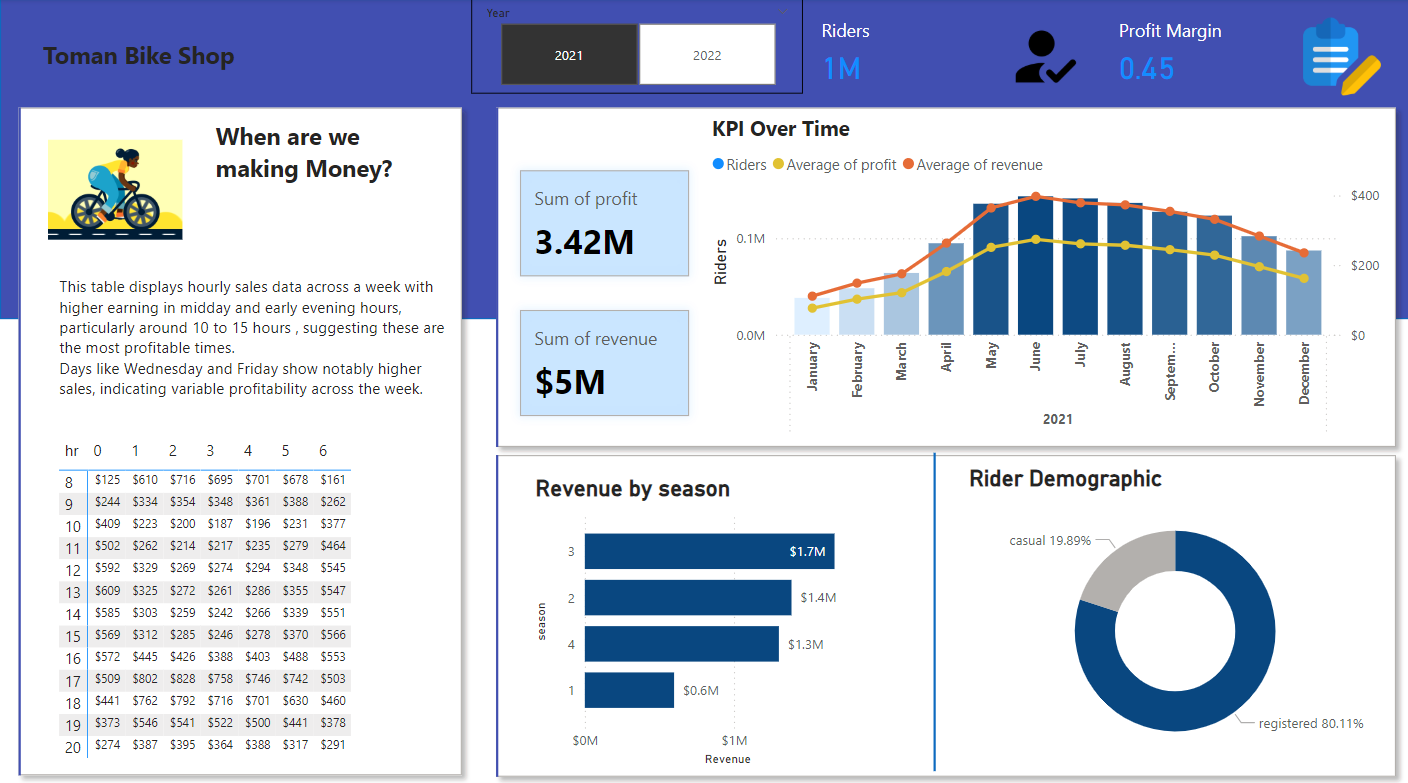 Toman Bike Shop
Year
2021
2022
Riders
1M
Profit Margin
0.45
When are we
making Money?
This table displays hourly sales data across a week with
higher earning in midday and early evening hours,
particularly around 10 to 15 hours , suggesting these are
the most profitable times.
Days like Wednesday and Friday show notably higher
sales, indicating variable profitability across the week.
hr 0 1 2 3 4 5 6
8 $125 $610 $716 $695 $701 $678 $161
9 $244 $334 $354 $348 $361 $388 $262
10 $409 $223 $200 $187 $196 $231 $377
11 $502 $262 $214 $217 $235 $279 $464
12 $592 $329 $269 $274 $294 $348 $545
13 $609 $325 $272 $261 $286 $355 $547
14 $585 $303 $259 $242 $266 $339 $551
15 $569 $312 $285 $246 $278 $370 $566
16 $572 $445 $426 $388 $403 $488 $553
17 $509 $802 $828 $758 $746 $742 $503
18 $441 $762 $792 $716 $701 $630 $460
19 $373 $546 $541 $522 $500 $441 $378
20 $274 $387 $395 $364 $388 $317 $291
Sum of profit
3.42M
Sum of revenue
$5M
KPI Over Time
Riders Average of profit Average of revenue
Riders
0.1M
0.0M
$400
$200
$0
January
February
March
April
May
June
July
August
Septem...
October
November
December
2021
Revenue by season
season
3 $1.7M
2 $1.4M
4 $1.3M
1 $0.6M
$0M $1M
Revenue
Rider Demographic
casual 19.89%
registered 80.11%